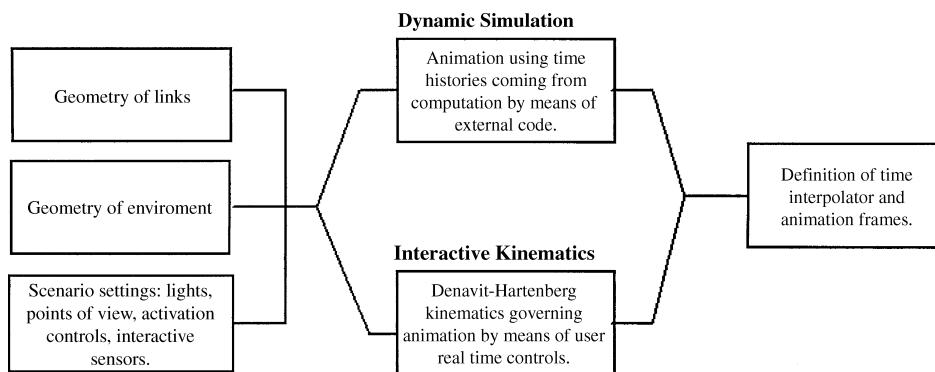 Geometry of links
Geometry of enviroment
Scenario settings: lights,
points of view, activation
controls, interactive
sensors.
Dynamic Simulation
Animation using time
histories coming from
computation by means of
external code.
Interactive Kinematics
Denavit-Hartenberg
kinematics governing
animation by means of user
real time controls.
Definition of time
interpolator and
animation frames.